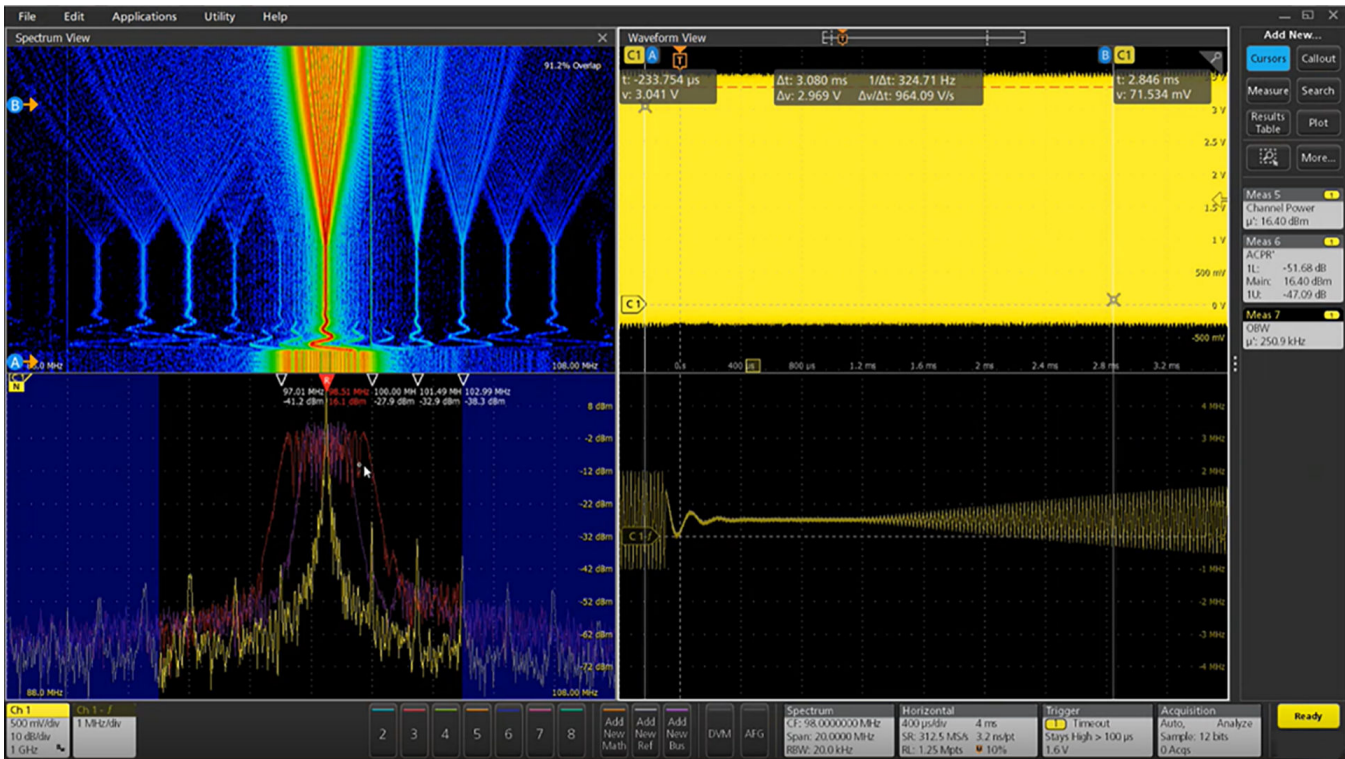 File Edit Applications Utility Help
Spectrum View
91.2% Overlap
B
A
108.00 MHz
Waveform View
C1 A
T
B C1
t: -233.754 µs
v: 3.041 V
Δt: 3.080 ms 1/Δt: 324.71 Hz
Δv: 2.969 V Δv/Δt: 964.09 V/s
t: 2.846 ms
v: 71.534 mV
3 V
2.5 V
2 V
1.5 V
1 V
500 mV
0 V
-500 mV
C1
0 s 400 µs 800 µs 1.2 ms 1.6 ms 2 ms 2.4 ms 2.8 ms 3.2 ms
N
R
97.01 MHz 98.51 MHz 100.00 MH 101.49 MH 102.99 MHz
-41.2 dBm 16.1 dBm -27.9 dBm -32.9 dBm -38.3 dBm
8 dBm
-2 dBm
-12 dBm
-22 dBm
-32 dBm
-42 dBm
-52 dBm
-62 dBm
-72 dBm
88.0 MHz
108.00 MHz
4 MHz
3 MHz
2 MHz
1 MHz
C1 f
-1 MHz
-2 MHz
-3 MHz
-4 MHz
Add New...
Cursors Callout
Measure Search
Results Table Plot
More...
Meas 5 1
Channel Power
µ': 16.40 dBm
Meas 6 1
ACPR'
1L: -51.68 dB
Main: 16.40 dBm
1U: -47.09 dB
Meas 7 1
OBW
µ': 250.9 kHz
Ch 1
500 mV/div
10 dB/div
1 GHz
Ch 1 - f
1 MHz/div
2 3 4 5 6 7 8
Add New Math
Add New Ref
Add New Bus
DVM AFG
Spectrum
CF: 98.0000000 MHz
Span: 20.0000 MHz
RBW: 20.0 kHz
Horizontal
400 µs/div 4 ms
SR: 312.5 MS/s 3.2 ns/pt
RL: 1.25 Mpts 10%
Trigger
1 Timeout
Stays High > 100 µs
1.6 V
Acquisition
Auto, Analyze
Sample: 12 bits
0 Acqs
Ready